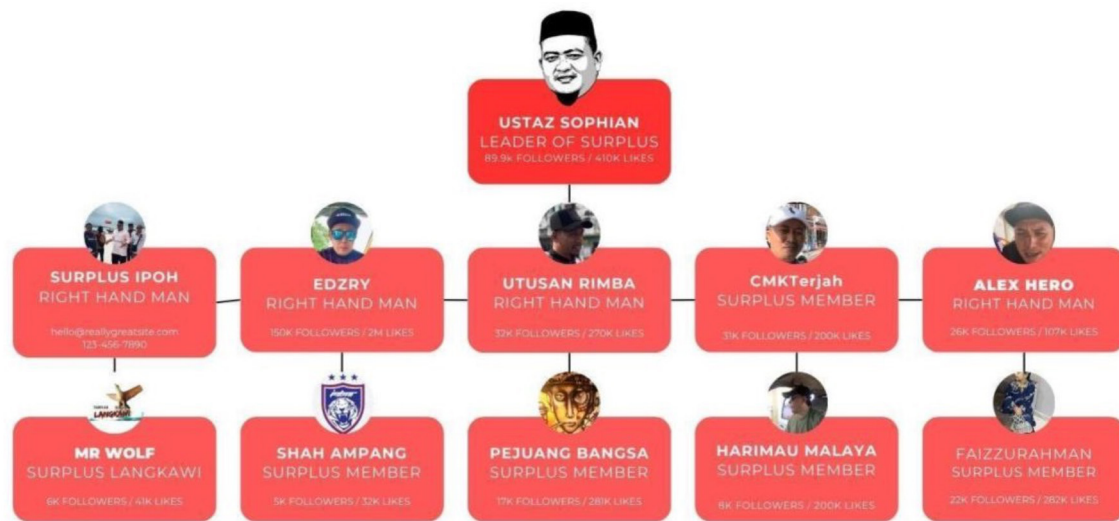 USTAZ SOPHIAN
LEADER OF SURPLUS
89.9k FOLLOWERS / 410K LIKES
SURPLUS IPOH
RIGHT HAND MAN
hello@reallygreatsite.com
123-456-7890
EDZRY
RIGHT HAND MAN
150K FOLLOWERS / 2M LIKES
UTUSAN RIMBA
RIGHT HAND MAN
32K FOLLOWERS / 270K LIKES
CMKTerjah
SURPLUS MEMBER
31K FOLLOWERS / 200K LIKES
ALEX HERO
RIGHT HAND MAN
26K FOLLOWERS / 107K LIKES
LANGKAWI
MR WOLF
SURPLUS LANGKAWI
6K FOLLOWERS / 41K LIKES
SHAH AMPANG
SURPLUS MEMBER
5K FOLLOWERS / 32K LIKES
PEJUANG BANGSA
SURPLUS MEMBER
17K FOLLOWERS / 281K LIKES
HARIMAU MALAYA
SURPLUS MEMBER
8K FOLLOWERS / 200K LIKES
FAIZZURAHMAN
SURPLUS MEMBER
22K FOLLOWERS / 282K LIKES